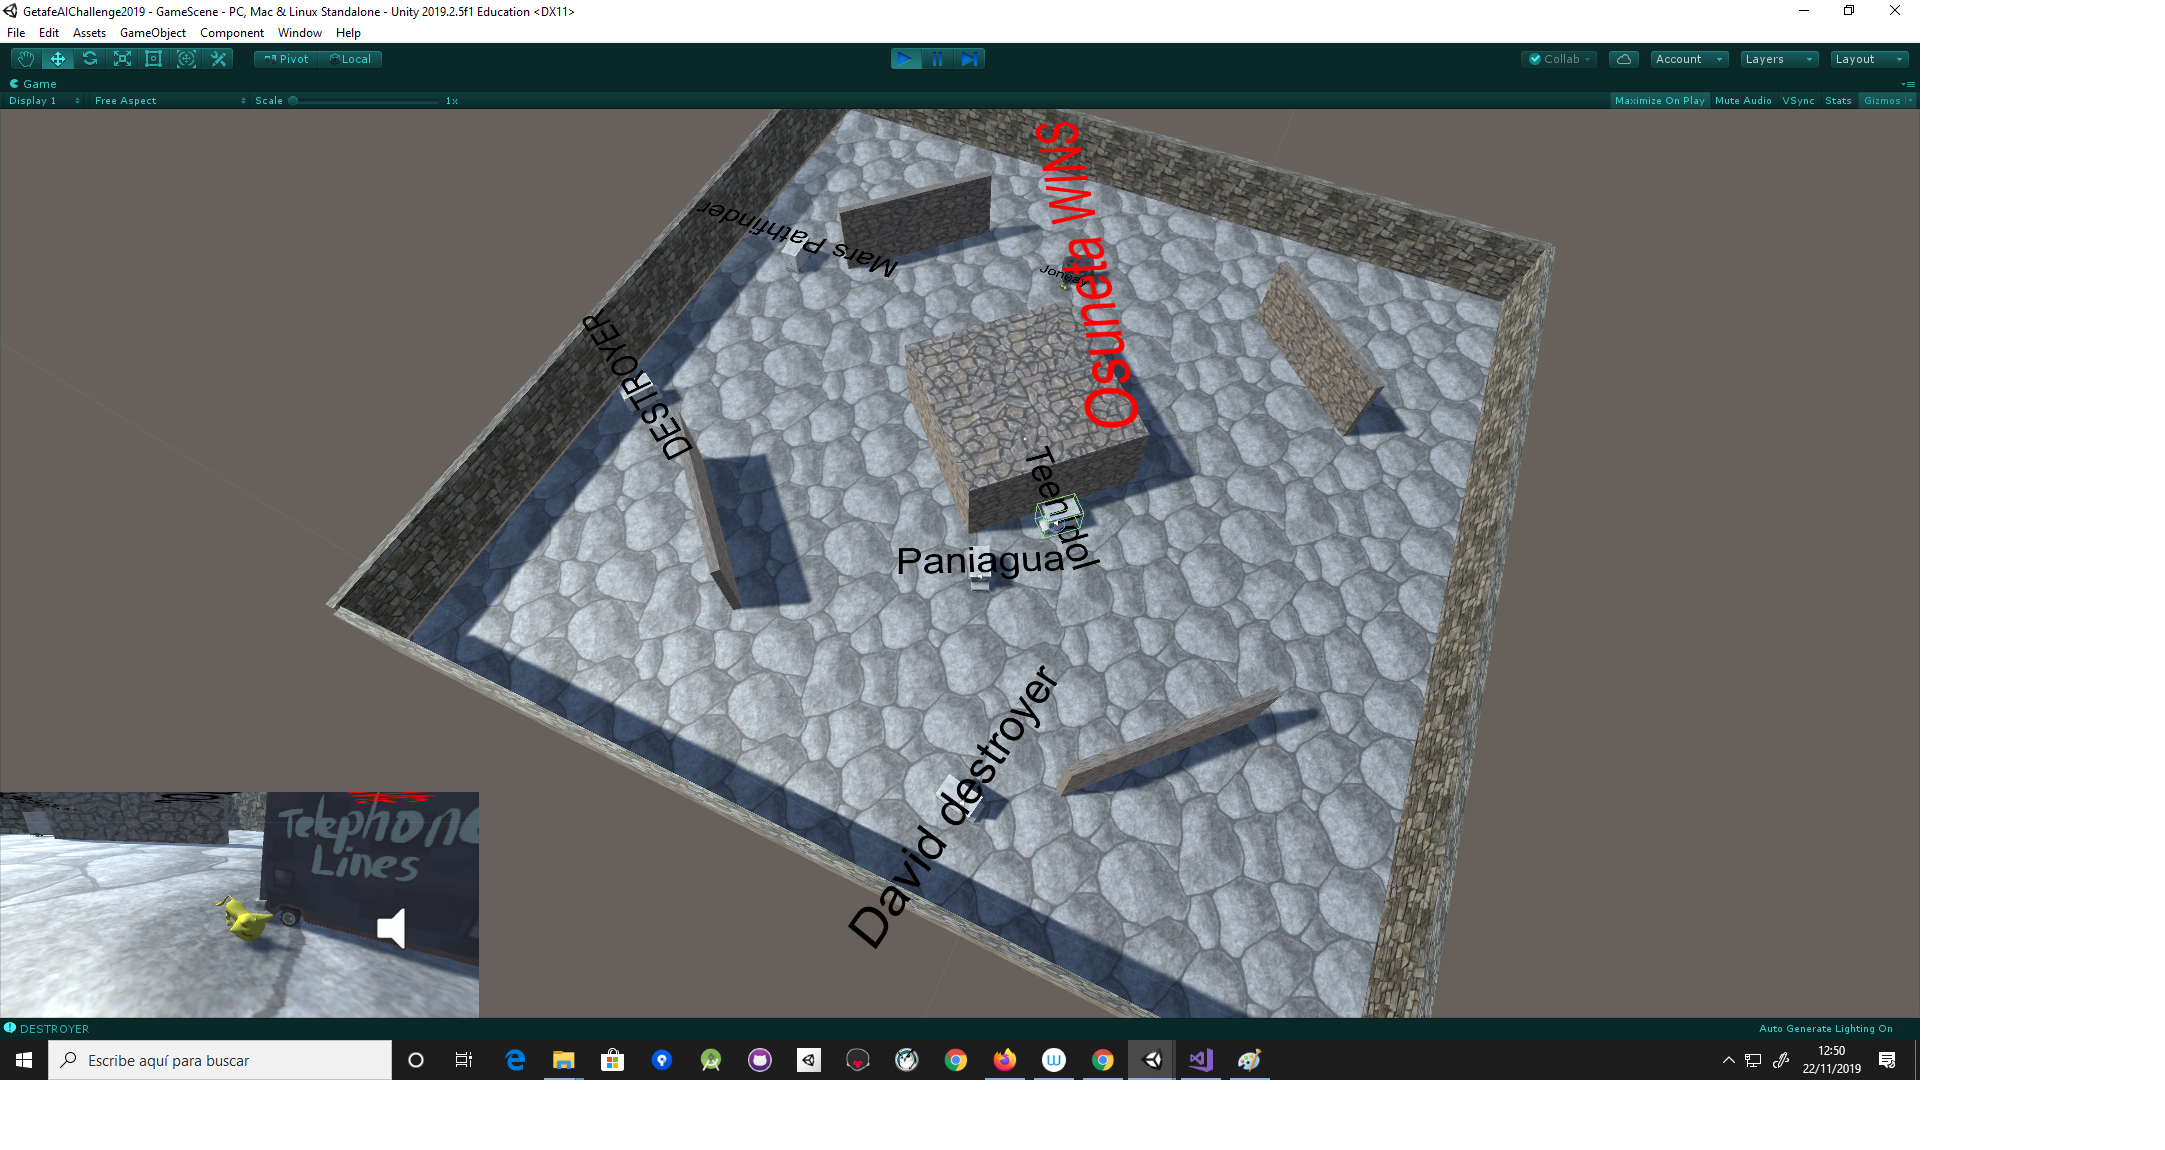 GetafeAIChallenge2019 - GameScene - PC, Mac & Linux Standalone - Unity 2019.2.5f1 Education <DX11>
File Edit Assets GameObject Component Window Help
Pivot Local Collab Account Layers Layout
Game
Display 1 Free Aspect Scale 1x Maximize On Play Mute Audio VSync Stats Gizmos
Osunnata WINS
Mars Pathfinder
Jonesy
DESTROYER
Paniagua
David destroyer
Telephone
Lines
DESTROYER Auto Generate Lighting On
Escribe aquí para buscar
12:50
22/11/2019